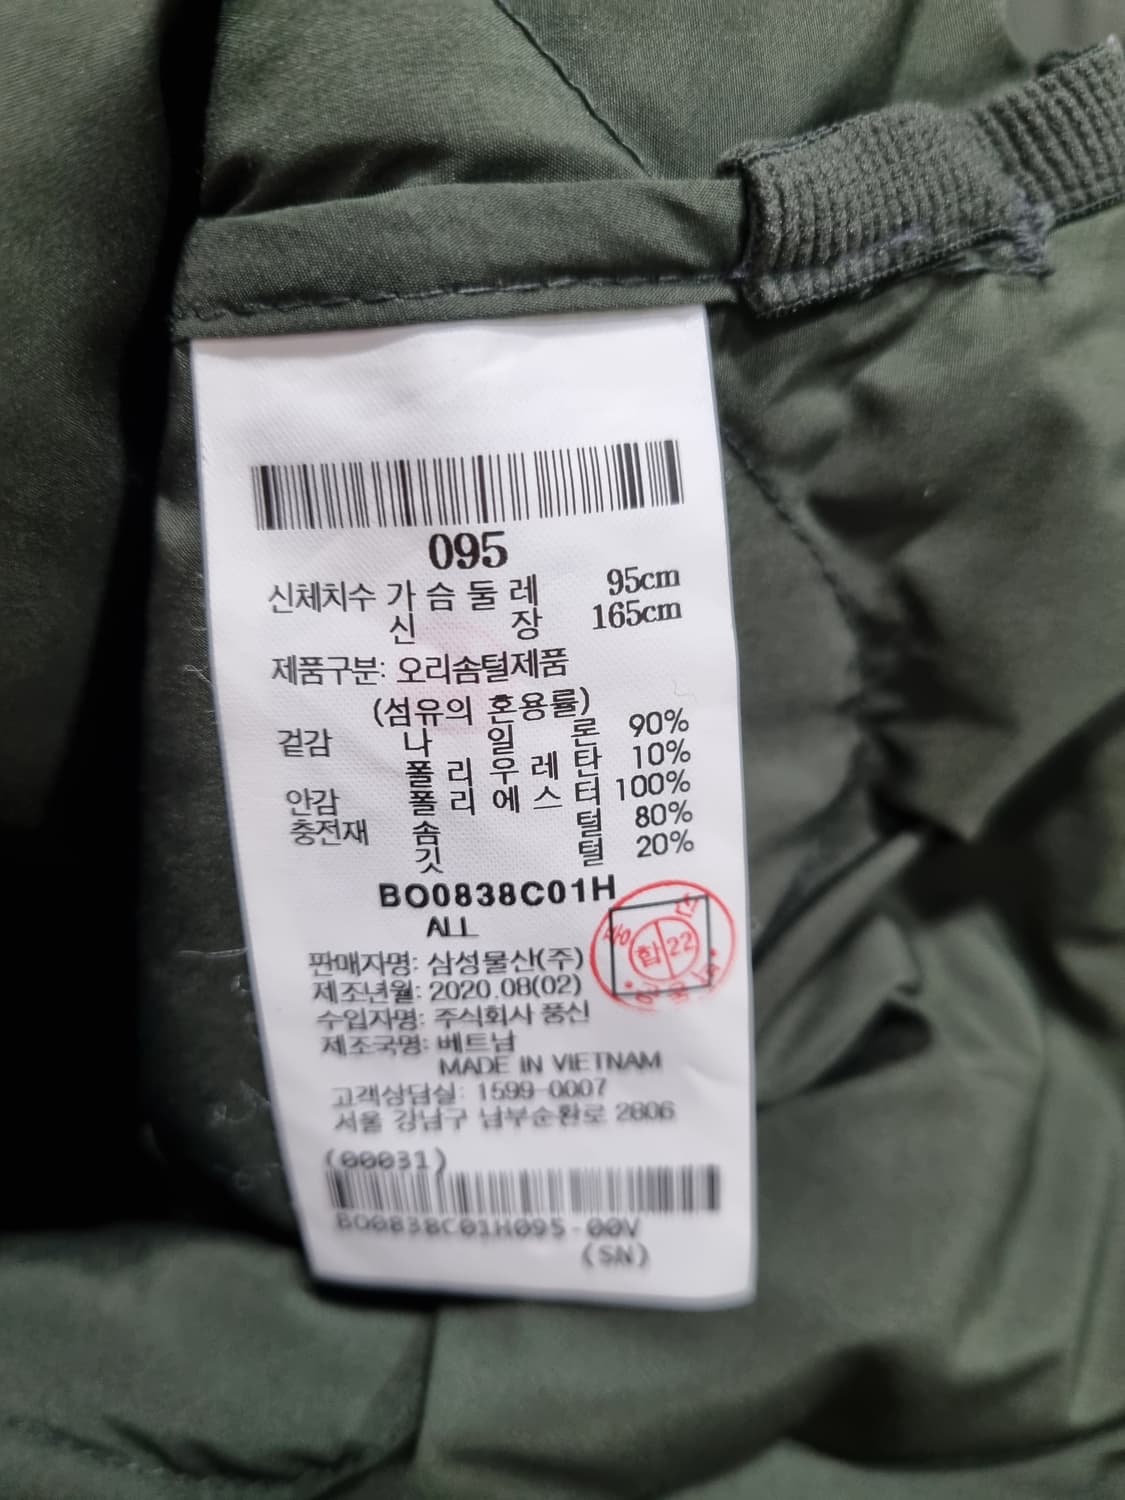 095
신체치수 가슴둘레 95cm
신장 165cm
제품구분: 오리솜털제품
(섬유의 혼용률)
겉감 나일론 90%
폴리우레탄 10%
안감 폴리에스터 100%
충전재 솜털 80%
깃털 20%
BO0838C01H
ALL
합 22
판매자명: 삼성물산(주)
제조년월: 2020.08(02)
수입자명: 주식회사 풍신
제조국명: 베트남
MADE IN VIETNAM
고객상담실: 1599-0007
서울 강남구 남부순환로 2806
(00031)
BO0838C01H095-00V
(SN)